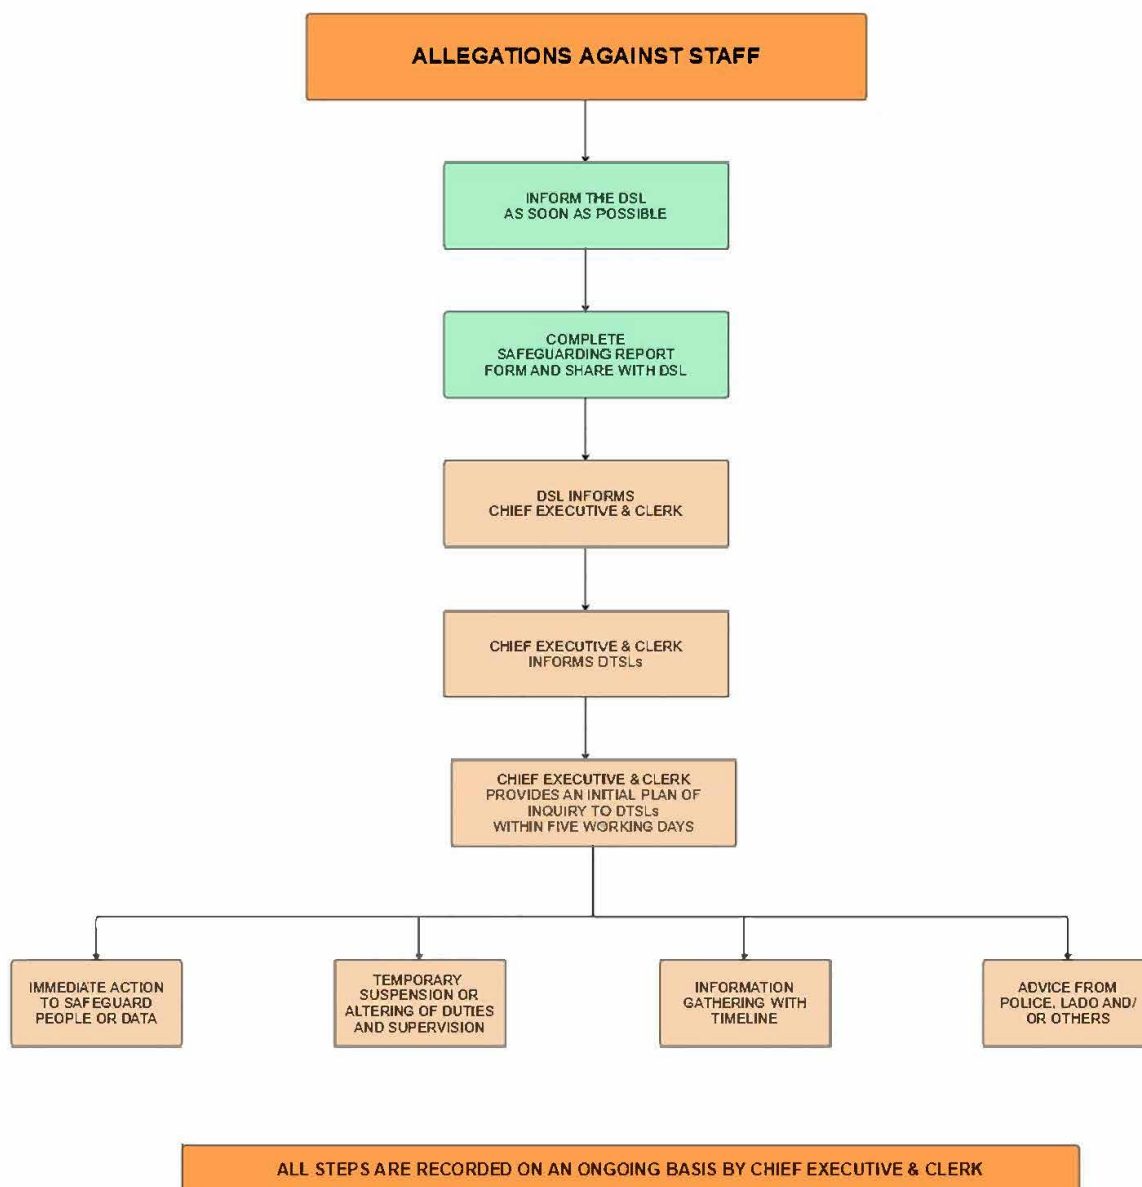 ALLEGATIONS AGAINST STAFF
INFORM THE DSL
AS SOON AS POSSIBLE
COMPLETE
SAFEGUARDING REPORT
FORM AND SHARE WITH DSL
DSL INFORMS
CHIEF EXECUTIVE & CLERK
CHIEF EXECUTIVE & CLERK
INFORMS DTSLs
CHIEF EXECUTIVE & CLERK
PROVIDES AN INITIAL PLAN OF
INQUIRY TO DTSLs
WITHIN FIVE WORKING DAYS
IMMEDIATE ACTION
TO SAFEGUARD
PEOPLE OR DATA
TEMPORARY
SUSPENSION OR
ALTERING OF DUTIES
AND SUPERVISION
INFORMATION
GATHERING WITH
TIMELINE
ADVICE FROM
POLICE, LADO AND/
OR OTHERS
ALL STEPS ARE RECORDED ON AN ONGOING BASIS BY CHIEF EXECUTIVE & CLERK